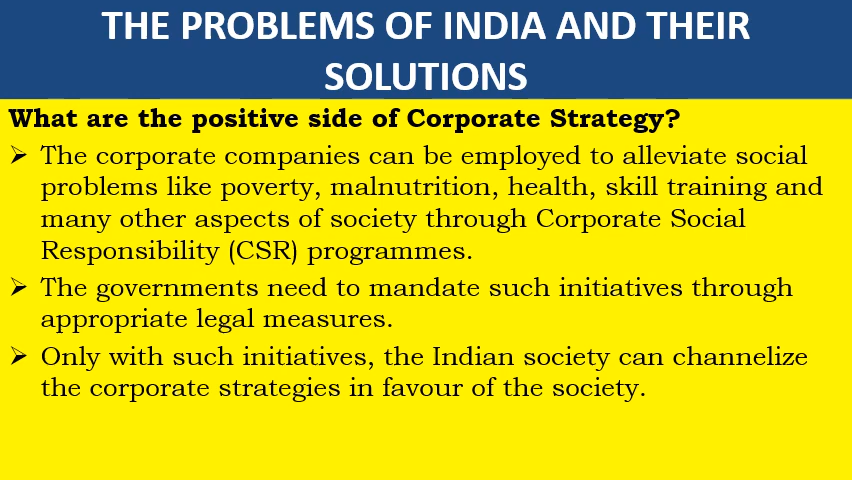 THE PROBLEMS OF INDIA AND THEIR
SOLUTIONS
What are the positive side of Corporate Strategy?
➢ The corporate companies can be employed to alleviate social
problems like poverty, malnutrition, health, skill training and
many other aspects of society through Corporate Social
Responsibility (CSR) programmes.
➢ The governments need to mandate such initiatives through
appropriate legal measures.
➢ Only with such initiatives, the Indian society can channelize
the corporate strategies in favour of the society.